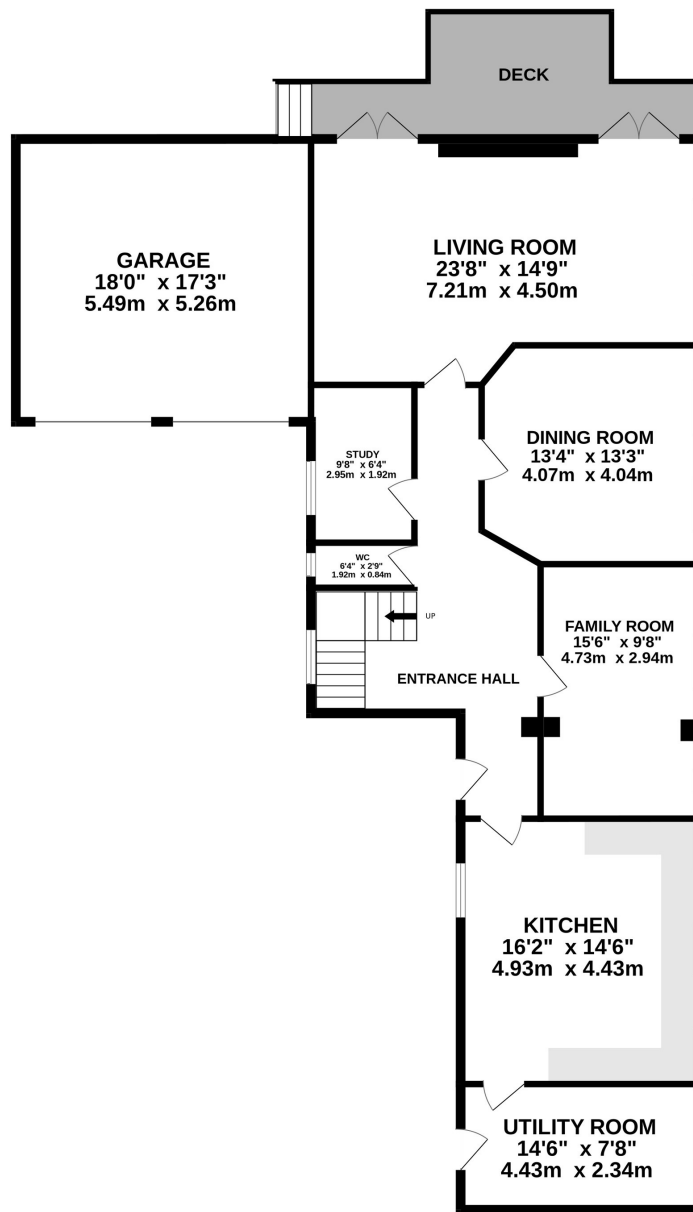 DECK
GARAGE
18'0" x 17'3"
5.49m x 5.26m
LIVING ROOM
23'8" x 14'9"
7.21m x 4.50m
STUDY
9'8" x 6'4"
2.95m x 1.92m
DINING ROOM
13'4" x 13'3"
4.07m x 4.04m
WC
6'4" x 2'9"
1.92m x 0.84m
UP
FAMILY ROOM
15'6" x 9'8"
4.73m x 2.94m
ENTRANCE HALL
KITCHEN
16'2" x 14'6"
4.93m x 4.43m
UTILITY ROOM
14'6" x 7'8"
4.43m x 2.34m